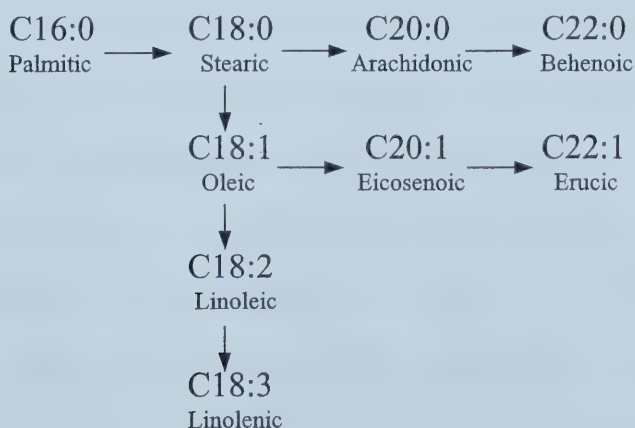 C16:0 C18:0 C20:0 C22:0
Palmitic Stearic Arachidonic Behenoic
C18:1 C20:1 C22:1
Oleic Eicosenoic Erucic
C18:2
Linoleic
C18:3
Linolenic